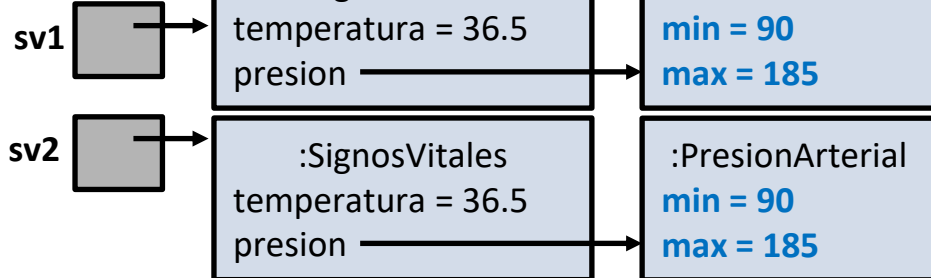 sv1
temperatura = 36.5
presion
min = 90
max = 185
sv2
:SignosVitales
temperatura = 36.5
presion
:PresionArterial
min = 90
max = 185